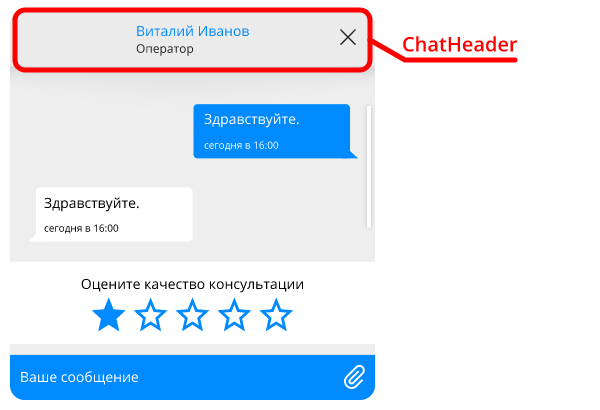 Виталий Иванов
Оператор
ChatHeader
Здравствуйте.
сегодня в 16:00
Здравствуйте.
сегодня в 16:00
Оцените качество консультации
Ваше сообщение